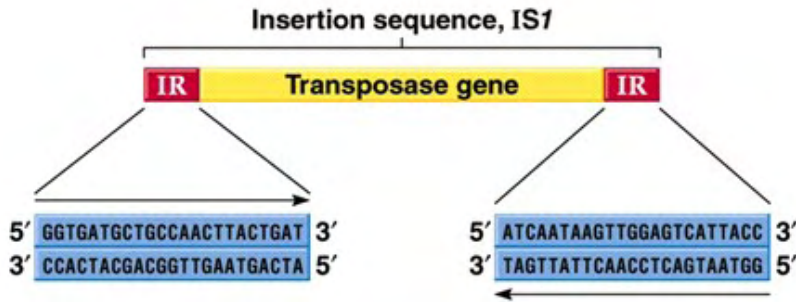 Insertion sequence, IS1
IR Transposase gene IR
5′ GGTGATGCTGCCAACTTACTGAT 3′
3′ CCACTACGACGGTTGAATGACTA 5′
5′ ATCAATAAGTTGGAGTCATTACC 3′
3′ TAGTTATTCAACCTCAGTAATGG 5′